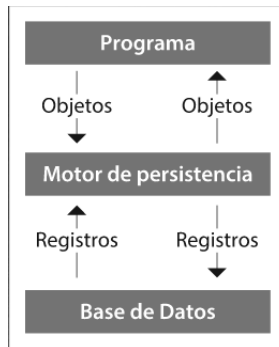 Programa
Objetos Objetos
Motor de persistencia
Registros Registros
Base de Datos